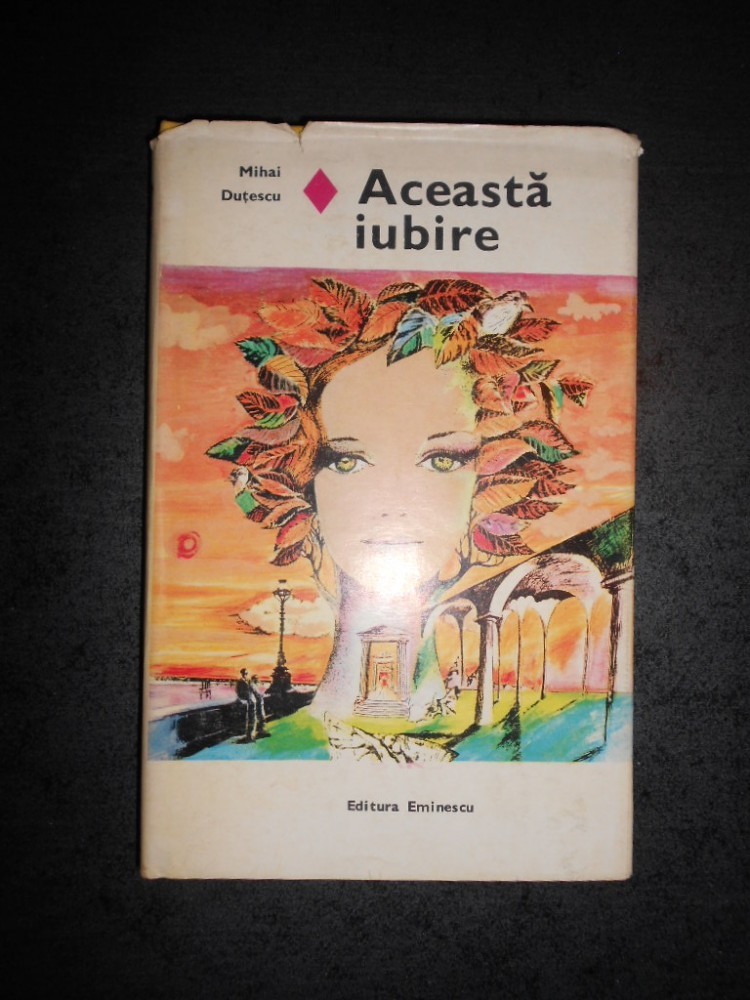 Mihai
Duțescu
Această
iubire
Editura Eminescu